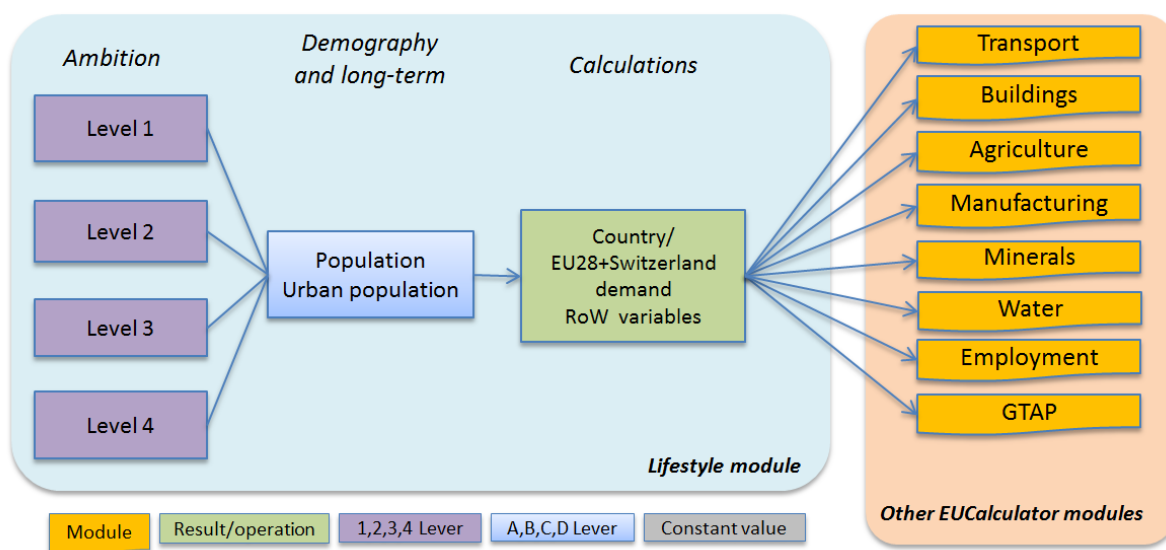 Ambition
Demography
and long-term
Calculations
Level 1
Level 2
Level 3
Level 4
Population
Urban population
Country/
EU28+Switzerland
demand
RoW variables
Lifestyle module
Transport
Buildings
Agriculture
Manufacturing
Minerals
Water
Employment
GTAP
Other EUCalculator modules
Module
Result/operation
1,2,3,4 Lever
A,B,C,D Lever
Constant value